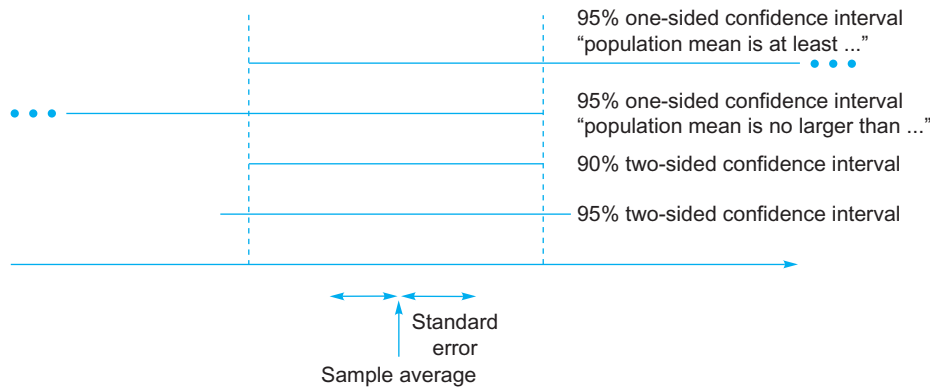 95% one-sided confidence interval
“population mean is at least ...”
95% one-sided confidence interval
“population mean is no larger than ...”
90% two-sided confidence interval
95% two-sided confidence interval
Standard
error
Sample average